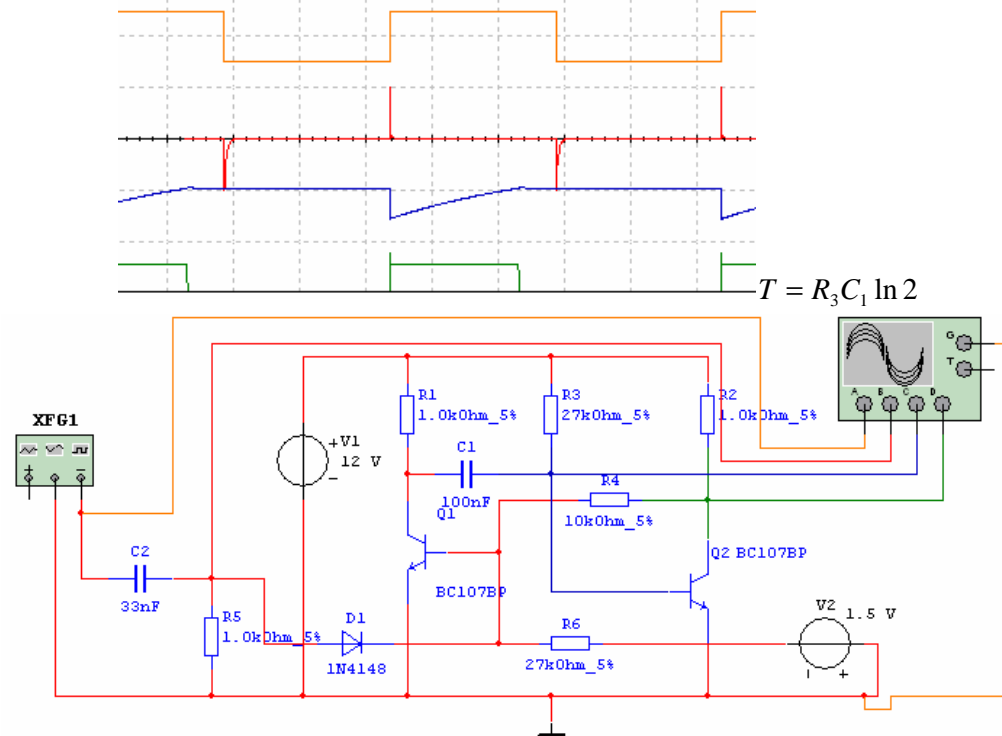 T = R₃C₁ ln 2
G
T
A B C D
XFG1
+ −
V1
+
12 V
−
R1
1.0kOhm_5%
R3
27kOhm_5%
R2
1.0kOhm_5%
C1
100nF
R4
10kOhm_5%
Q1
BC107BP
Q2 BC107BP
C2
33nF
R5
1.0kOhm_5%
D1
1N4148
R6
27kOhm_5%
V2
1.5 V
− +